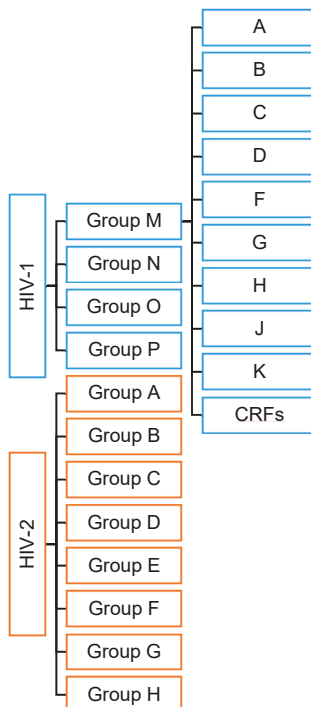 HIV-1
Group M
Group N
Group O
Group P
A
B
C
D
F
G
H
J
K
CRFs
HIV-2
Group A
Group B
Group C
Group D
Group E
Group F
Group G
Group H